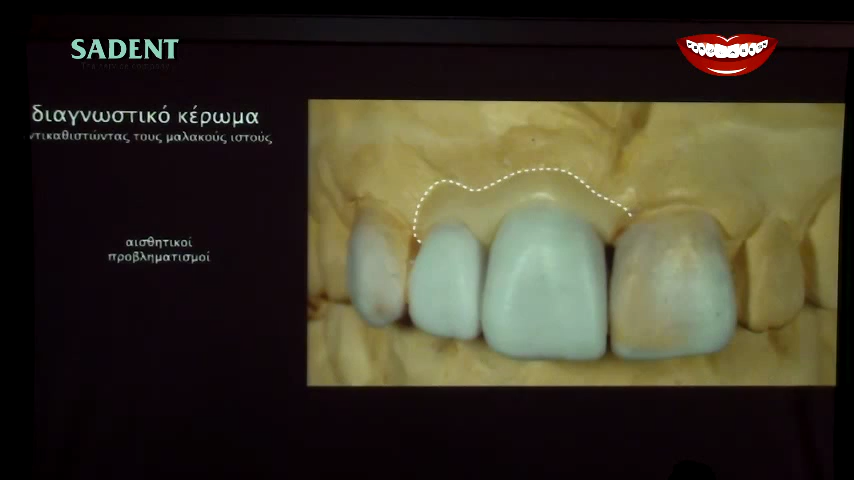 SADENT
διαγνωστικό κέρωμα
ντικαθιστώντας τους μαλακούς ιστούς
αισθητικοί
προβληματισμοί